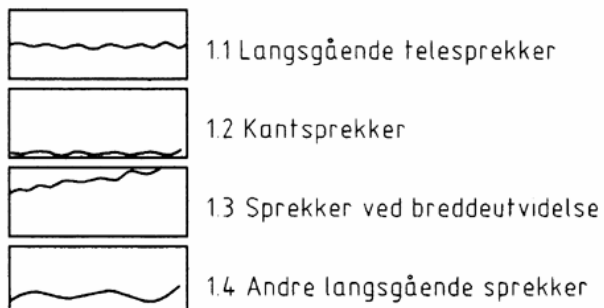 1.1 Langsgående telesprekker
1.2 Kantsprekker
1.3 Sprekker ved breddeutvidelse
1.4 Andre langsgående sprekker